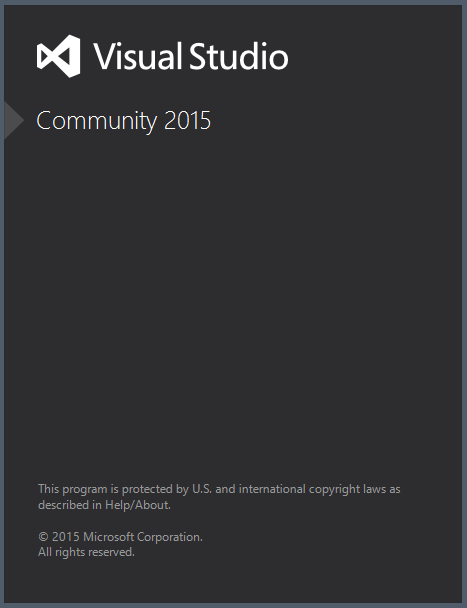 Visual Studio
Community 2015
This program is protected by U.S. and international copyright laws as
described in Help/About.
© 2015 Microsoft Corporation.
All rights reserved.